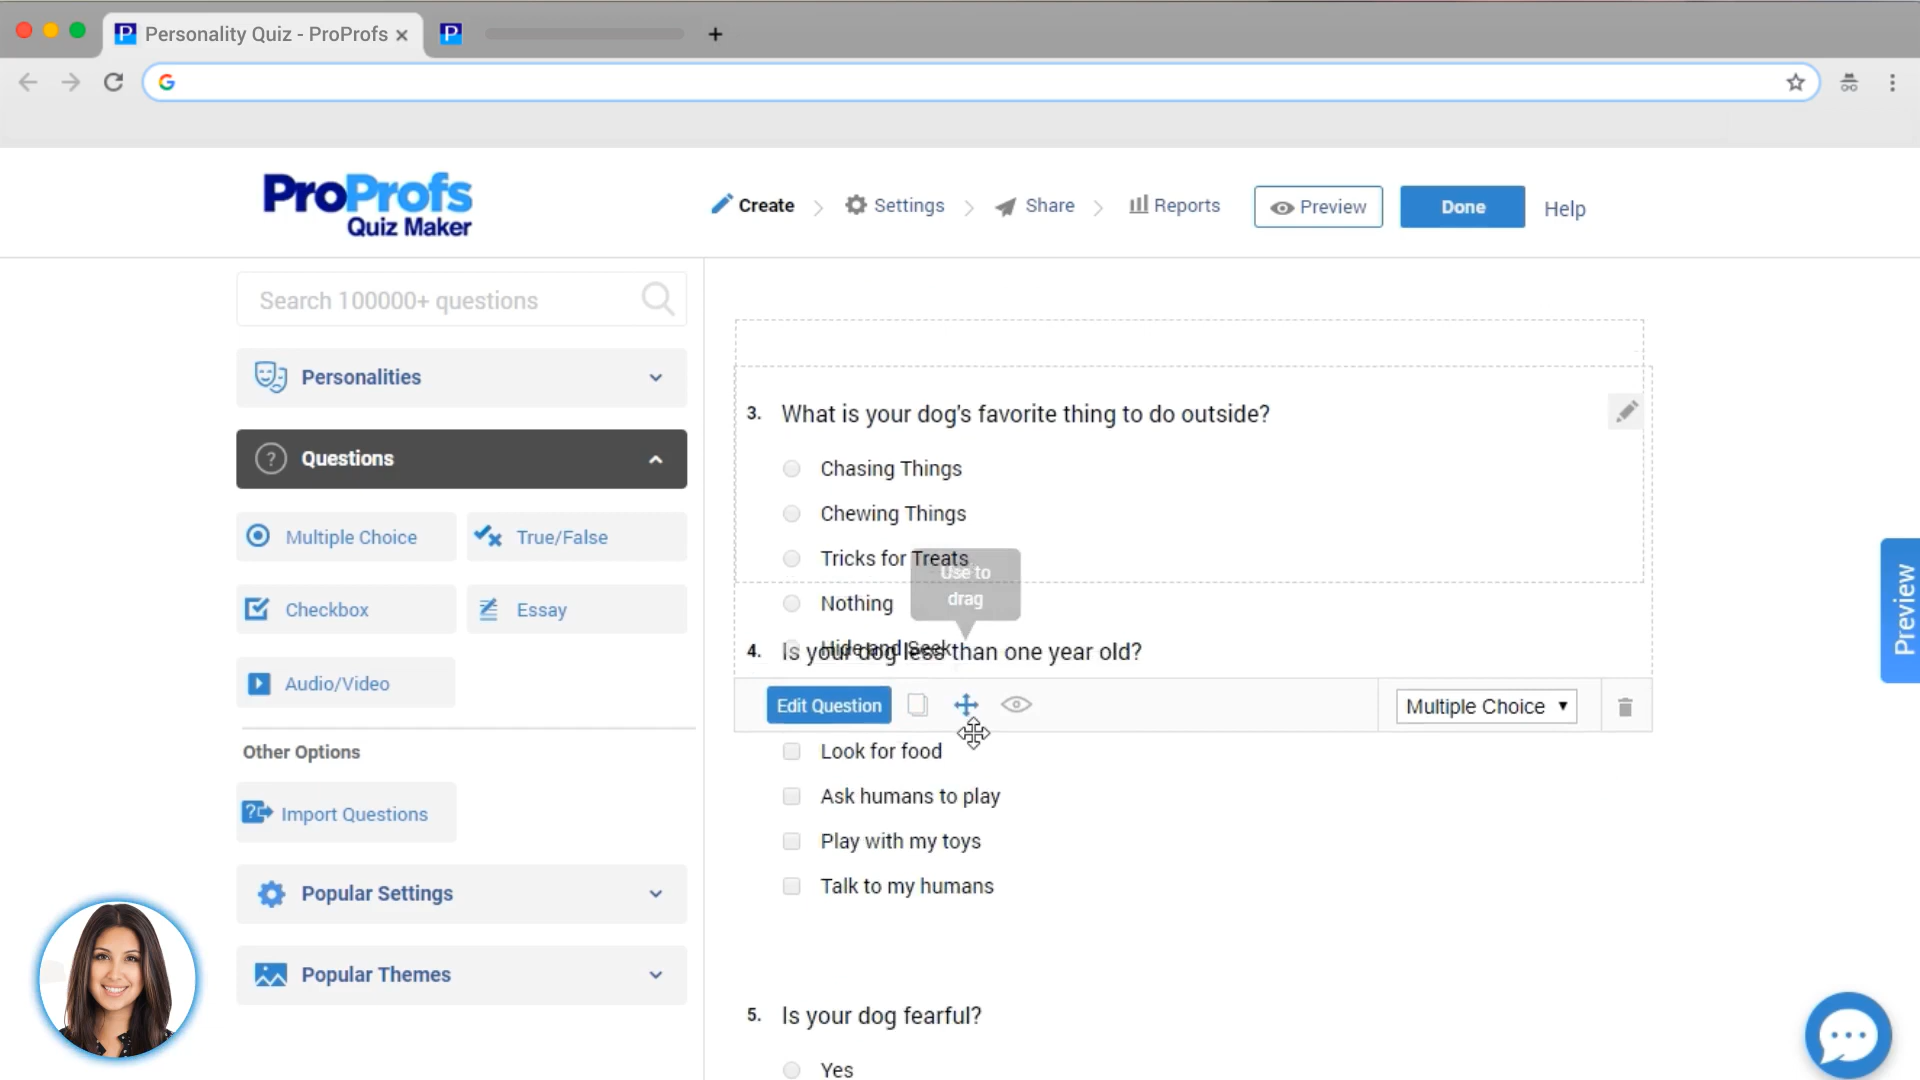 Personality Quiz - ProProfs
ProProfs
Quiz Maker
Create
Settings
Share
Reports
Preview
Done
Help
Search 100000+ questions
Personalities
Questions
Multiple Choice
True/False
Checkbox
Essay
Audio/Video
Other Options
Import Questions
Popular Settings
Popular Themes
3. What is your dog's favorite thing to do outside?
Chasing Things
Chewing Things
Tricks for Treats
Use to
drag
Nothing
Hide and Seek
4. Is your dog less than one year old?
Edit Question
Multiple Choice
Look for food
Ask humans to play
Play with my toys
Talk to my humans
5. Is your dog fearful?
Yes
Preview